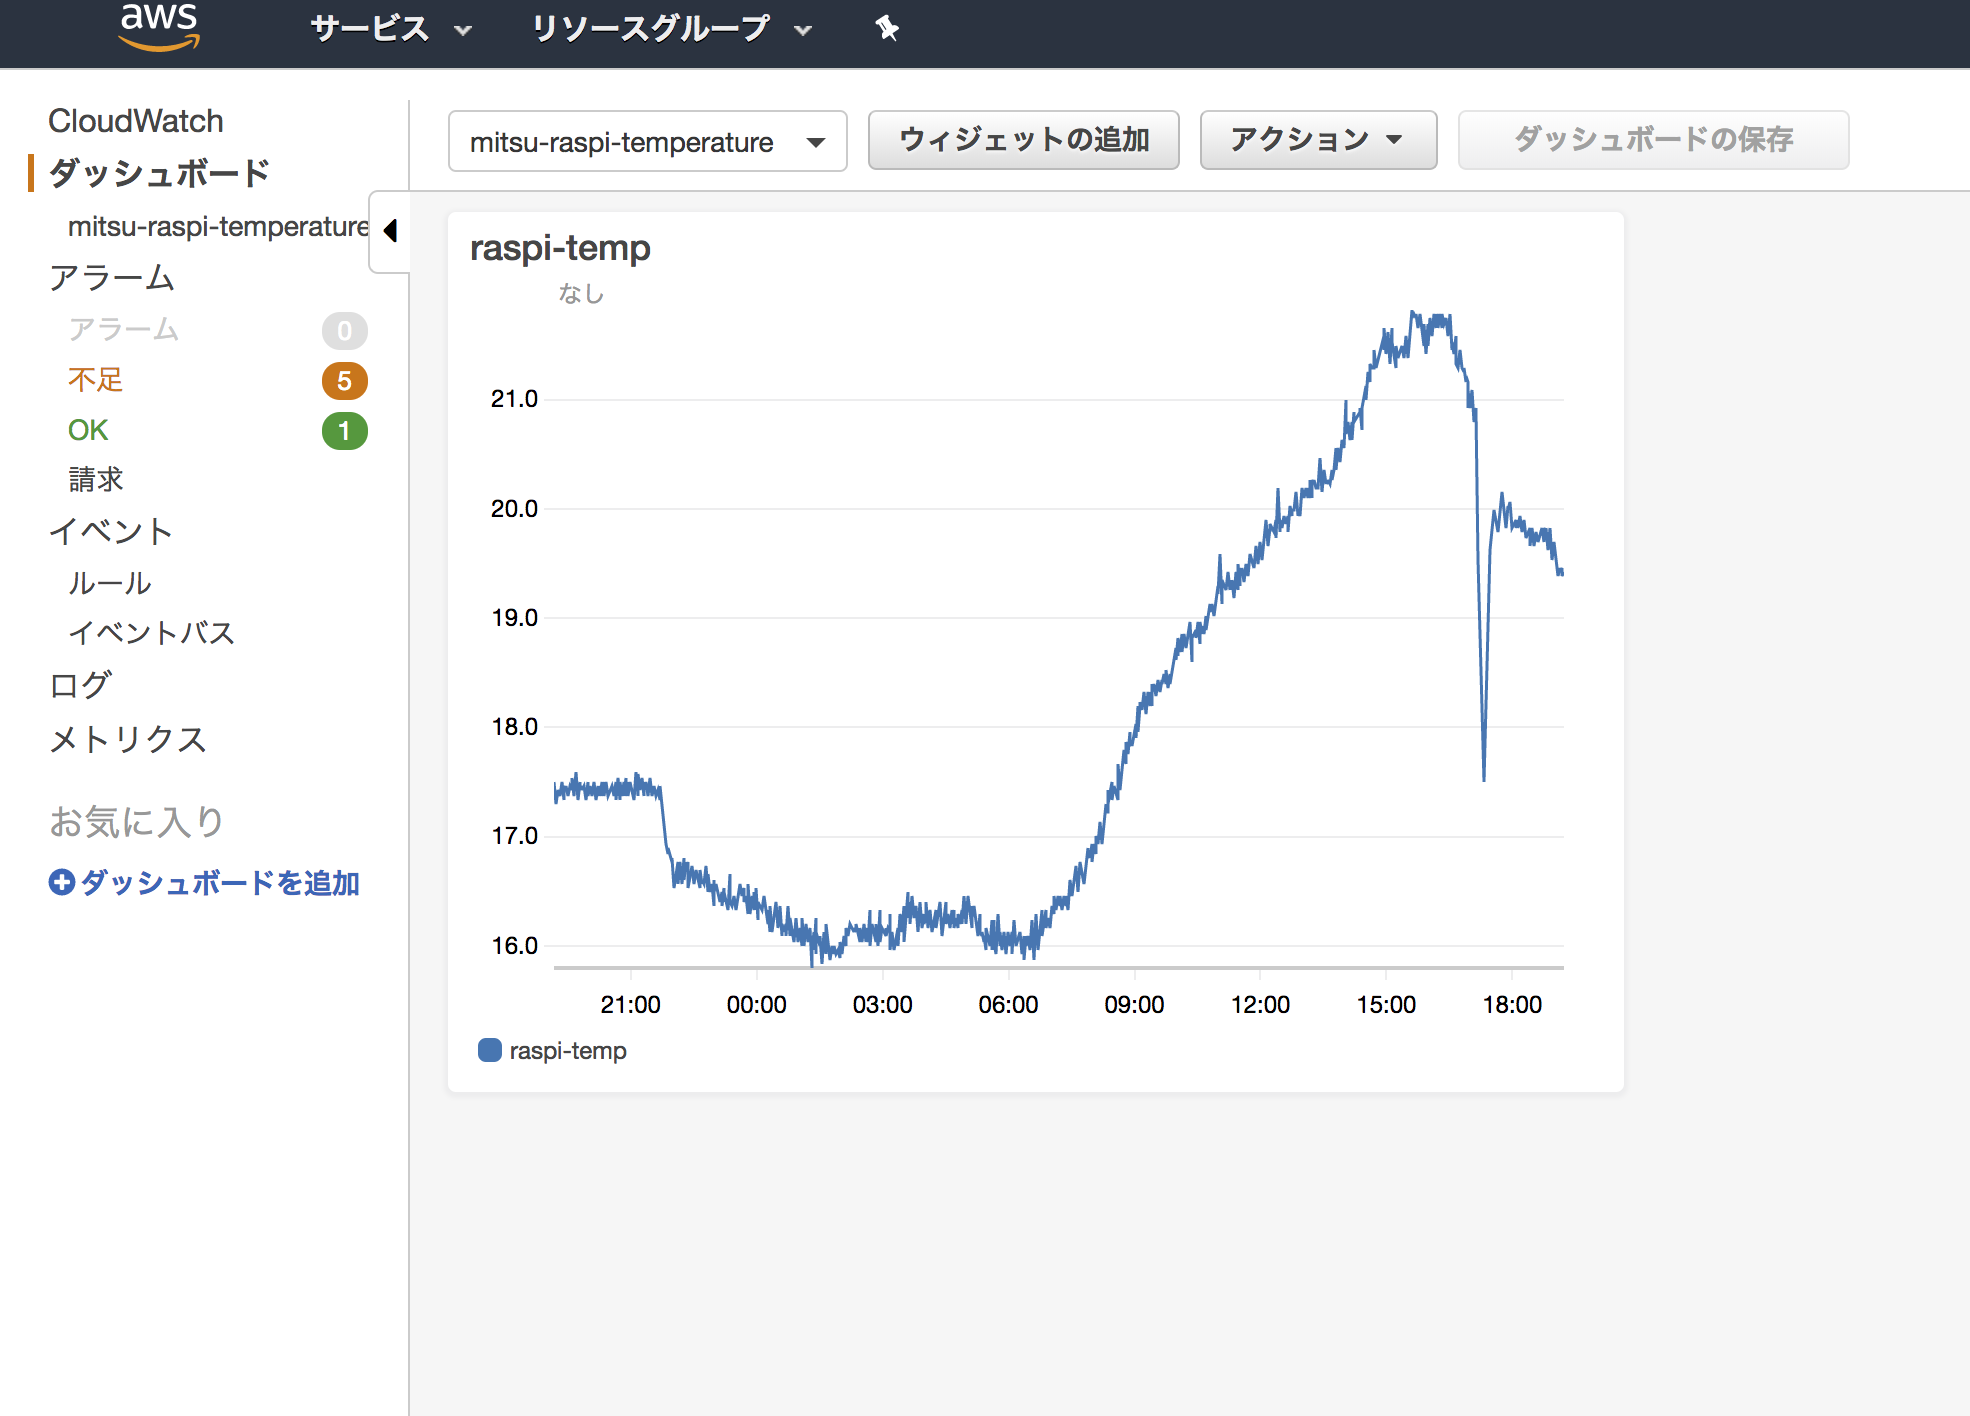 aws サービス リソースグループ
CloudWatch
ダッシュボード
mitsu-raspi-temperature
アラーム
アラーム 0
不足 5
OK 1
請求
イベント
ルール
イベントバス
ログ
メトリクス
お気に入り
ダッシュボードを追加
mitsu-raspi-temperature ウィジェットの追加 アクション ダッシュボードの保存
raspi-temp
なし
21.0
20.0
19.0
18.0
17.0
16.0
21:00 00:00 03:00 06:00 09:00 12:00 15:00 18:00
raspi-temp